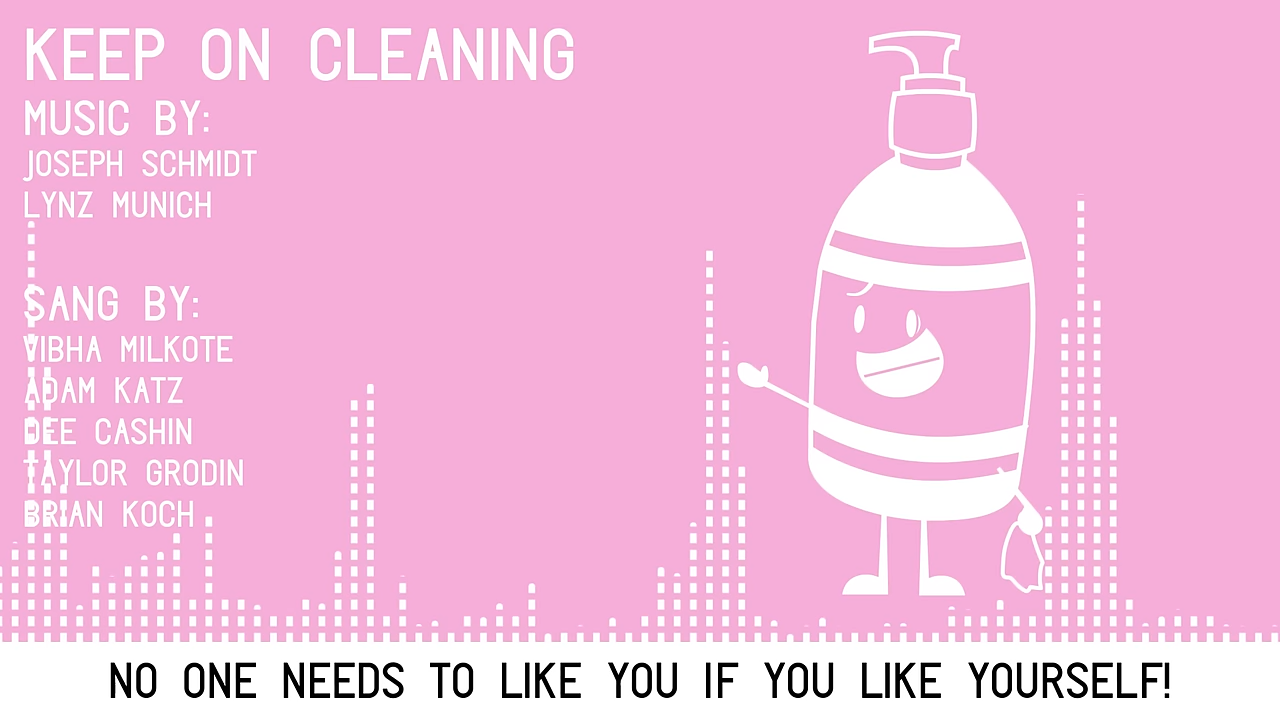 KEEP ON CLEANING
MUSIC BY:
JOSEPH SCHMIDT
LYNZ MUNICH
SANG BY:
VIBHA MILKOTE
ADAM KATZ
DEE CASHIN
TAYLOR GRODIN
BRIAN KOCH
NO ONE NEEDS TO LIKE YOU IF YOU LIKE YOURSELF!